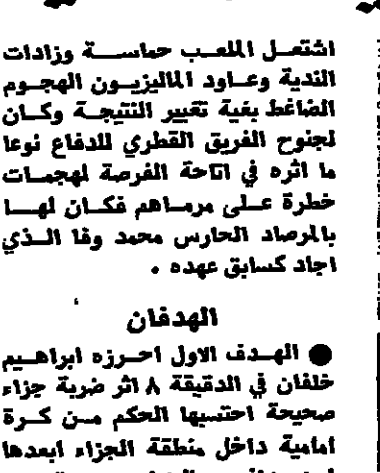 اشتعل الملعب حماسة وزادات
الندية وعاود الماليزيون الهجوم
الضاغط بغية تغيير النتيجة وكان
لجنوح الفريق القطري للدفاع نوعا
ما اثره في اتاحة الفرصة لهجمات
خطرة على مرماهم فكان لها
بالمرصاد الحارس محمد وفا الذي
اجاد كسابق عهده .
الهدفان
● الهدف الاول احرزه ابراهيم
خلفان في الدقيقة ٨ اثر ضربة جزاء
صحيحة احتسبها الحكم من كرة
امامية داخل منطقة الجزاء ابعدها